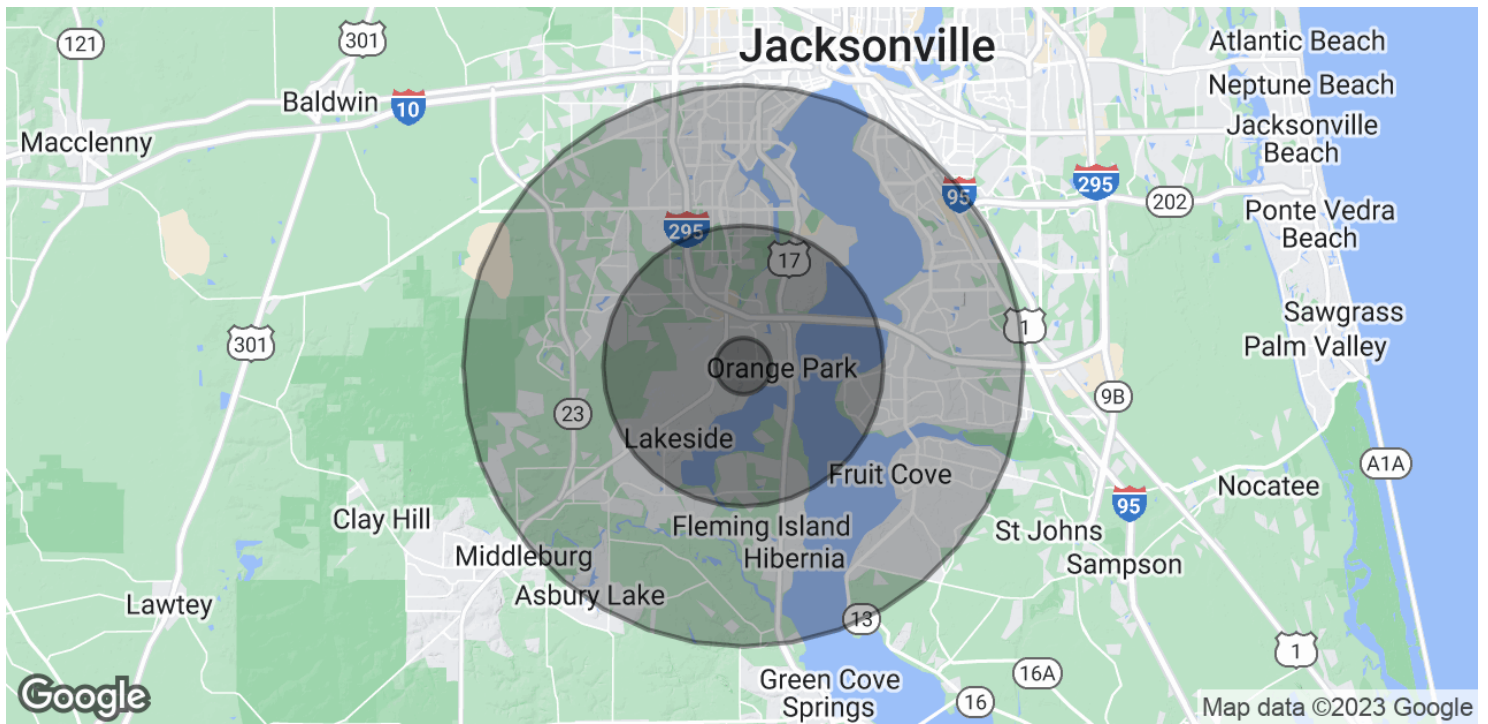 Jacksonville
121
301
Atlantic Beach
Neptune Beach
Baldwin
10
Macclenny
Jacksonville
Beach
295
95
202
Ponte Vedra
Beach
295
17
Sawgrass
1
301
Palm Valley
Orange Park
9B
23
Lakeside
A1A
Fruit Cove
Nocatee
95
Clay Hill
Fleming Island
St Johns
Middleburg
Hibernia
Sampson
Asbury Lake
Lawtey
13
1
16A
Green Cove
Springs
16
Google
Map data ©2023 Google